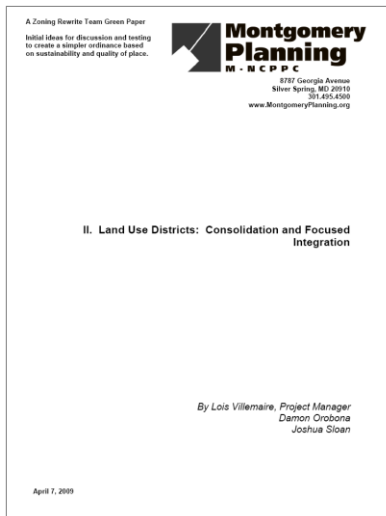 A Zoning Rewrite Team Green Paper
Initial ideas for discussion and testing
to create a simpler ordinance based
on sustainability and quality of place.
Montgomery
Planning
M-NCPPC
8787 Georgia Avenue
Silver Spring, MD 20910
301.495.4500
www.MontgomeryPlanning.org
II. Land Use Districts: Consolidation and Focused
Integration
By Lois Villemaire, Project Manager
Damon Orobona
Joshua Sloan
April 7, 2009